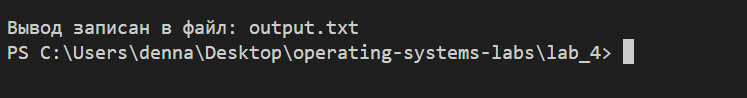 Вывод записан в файл: output.txt
PS C:\Users\denna\Desktop\operating-systems-labs\lab_4>